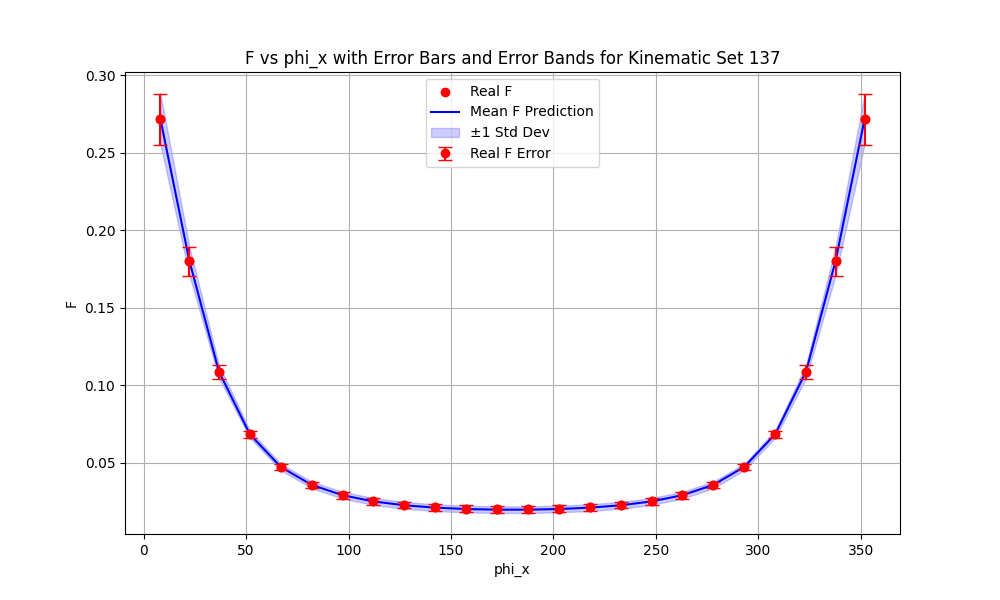 F vs phi_x with Error Bars and Error Bands for Kinematic Set 137
Real F
Mean F Prediction
±1 Std Dev
Real F Error
F
0.30
0.25
0.20
0.15
0.10
0.05
0 50 100 150 200 250 300 350
phi_x